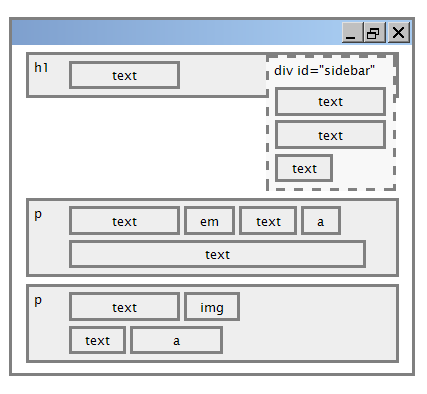 h1 text
div id="sidebar"
text
text
text
p text em text a
text
p text img
text a